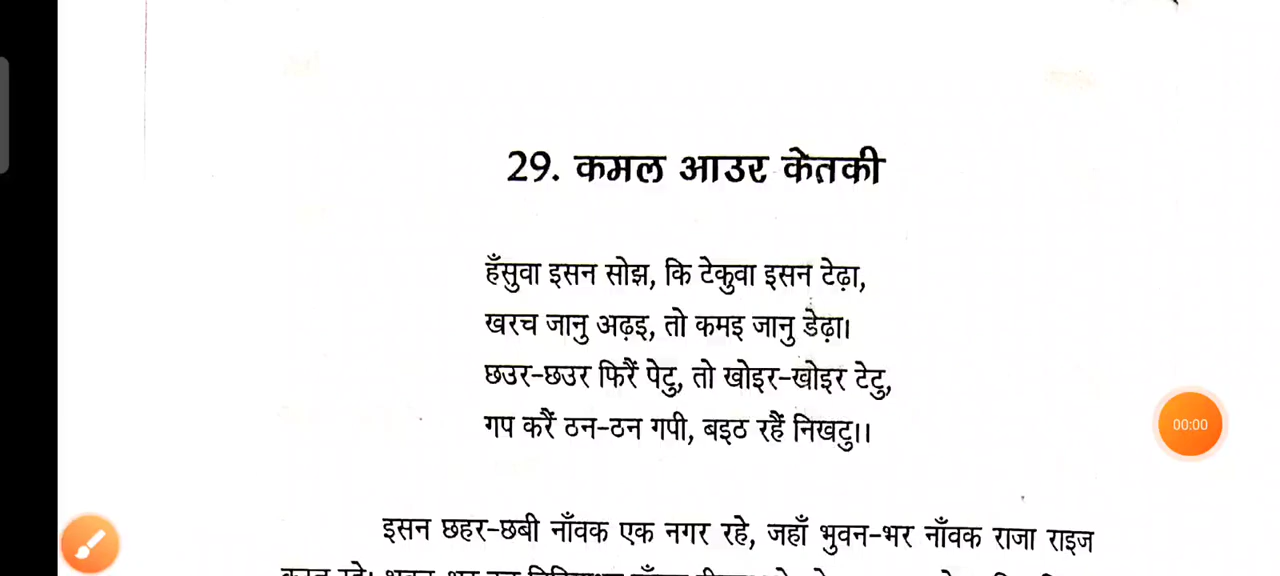 29. कमल आउर केतकी
हँसुवा इसन सोझ, कि टेकुवा इसन टेढ़ा,
खरच जानु अढ़इ, तो कमइ जानु डेढ़ा।
छउर-छउर फिरैं पेटु, तो खोइर-खोइर टेटु,
गप करैं ठन-ठन गपी, बइठ रहैं निखटु।।
00:00
इसन छहर-छबी नाँवक एक नगर रहे, जहाँ भुवन-भर नाँवक राजा राइज